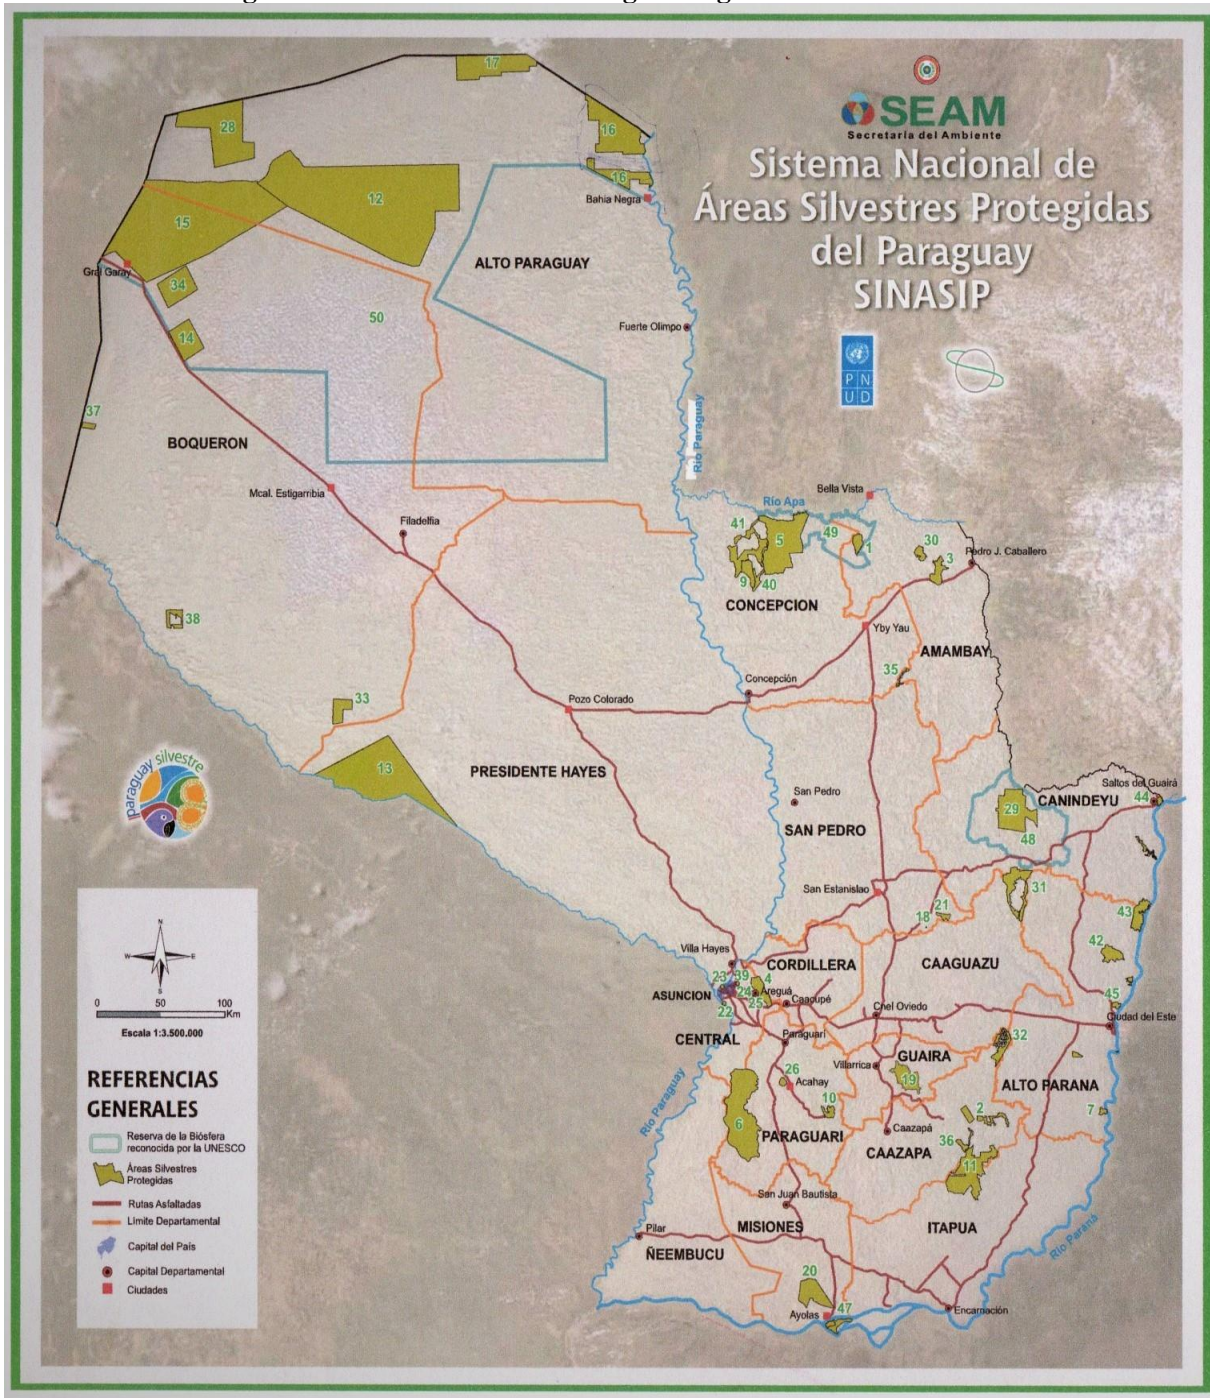 SEAM
Secretaría del Ambiente
Sistema Nacional de
Áreas Silvestres Protegidas
del Paraguay
SINASIP
PNUD
17
28
16
12
16
Bahia Negra
15
ALTO PARAGUAY
Gral Garay
34
50
Fuerte Olimpo
14
37
Río Paraguay
BOQUERON
Mcal. Estigarribia
Bella Vista
Río Apa
Filadelfia
41
5
49
1
30
3
Pedro J. Caballero
9
40
CONCEPCION
38
Yby Yau
AMAMBAY
35
Concepción
33
Pozo Colorado
13
PRESIDENTE HAYES
paraguay silvestre
San Pedro
SAN PEDRO
Saltos del Guairá
CANINDEYU
44
29
48
San Estanislao
31
21
18
43
42
Villa Hayes
CORDILLERA
CAAGUAZU
23
39
4
24
Areguá
ASUNCION
25
Caacupé
22
45
Cnel Oviedo
Ciudad del Este
CENTRAL
Paraguarí
32
GUAIRA
Villarrica
26
Acahay
19
ALTO PARANA
10
2
7
6
Caazapá
PARAGUARI
36
CAAZAPA
11
Río Paraguay
San Juan Bautista
MISIONES
ITAPUA
Pilar
ÑEEMBUCU
Río Paraná
20
47
Ayolas
Encarnación
N
W
E
S
0
50
100
Km
Escala 1:3.500.000
REFERENCIAS
GENERALES
Reserva de la Biósfera
reconocida por la UNESCO
Áreas Silvestres
Protegidas
Rutas Asfaltadas
Límite Departamental
Capital del País
Capital Departamental
Ciudades